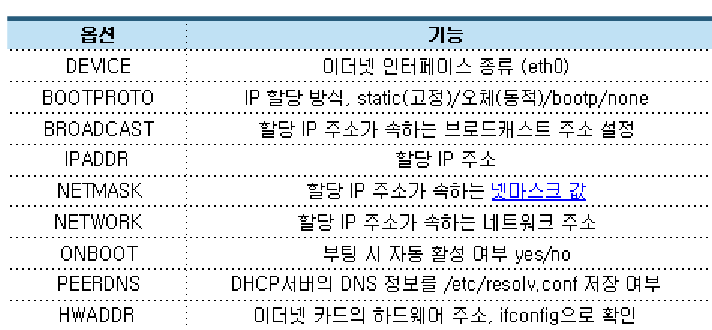 옵션 기능
DEVICE 이더넷 인터페이스 종류 (eth0)
BOOTPROTO IP 할당 방식, static(고정)/오체(동적)/bootp/none
BROADCAST 할당 IP 주소가 속하는 브로드캐스트 주소 설정
IPADDR 할당 IP 주소
NETMASK 할당 IP 주소가 속하는 넷마스크 값
NETWORK 할당 IP 주소가 속하는 네트워크 주소
ONBOOT 부팅 시 자동 활성 여부 yes/no
PEERDNS DHCP서버의 DNS 정보를 /etc/resolv.conf 저장 여부
HWADDR 이더넷 카드의 하드웨어 주소, ifconfig으로 확인